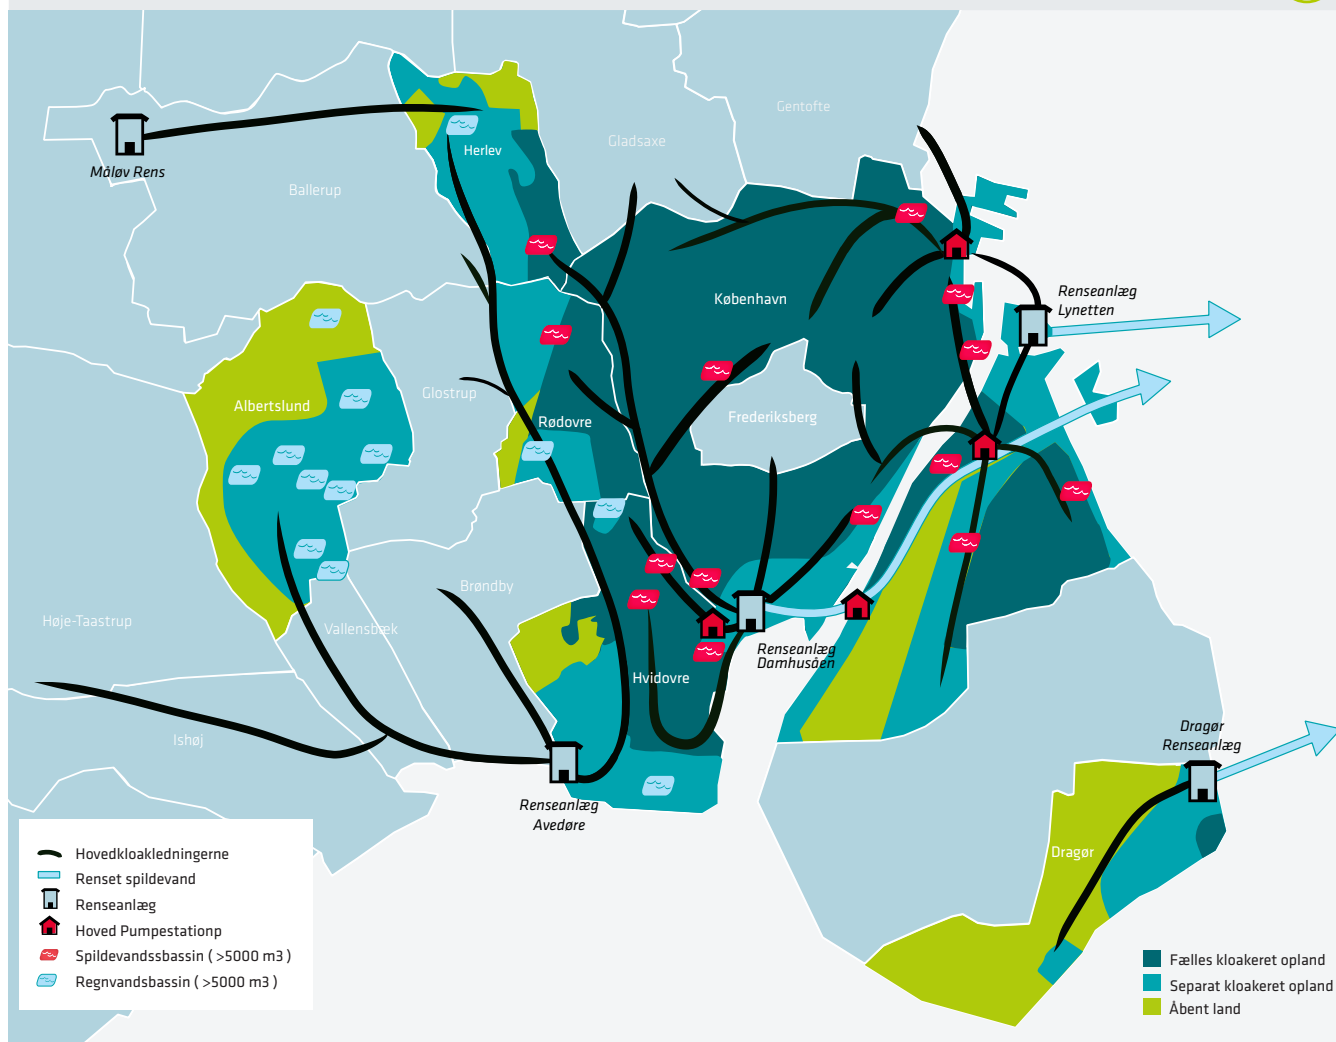 Gentofte
Gladsaxe
Herlev
Måløv Rens
Ballerup
København
Renseanlæg
Lynetten
Glostrup
Albertslund
Rødovre
Frederiksberg
Brøndby
Høje-Taastrup
Vallensbæk
Renseanlæg
Damhusåen
Hvidovre
Ishøj
Dragør
Renseanlæg
Renseanlæg
Avedøre
Dragør
Hovedkloakledningerne
Renset spildevand
Renseanlæg
Hoved Pumpestationp
Spildevandssbassin ( >5000 m3 )
Regnvandsbassin ( >5000 m3 )
Fælles kloakeret opland
Separat kloakeret opland
Åbent land